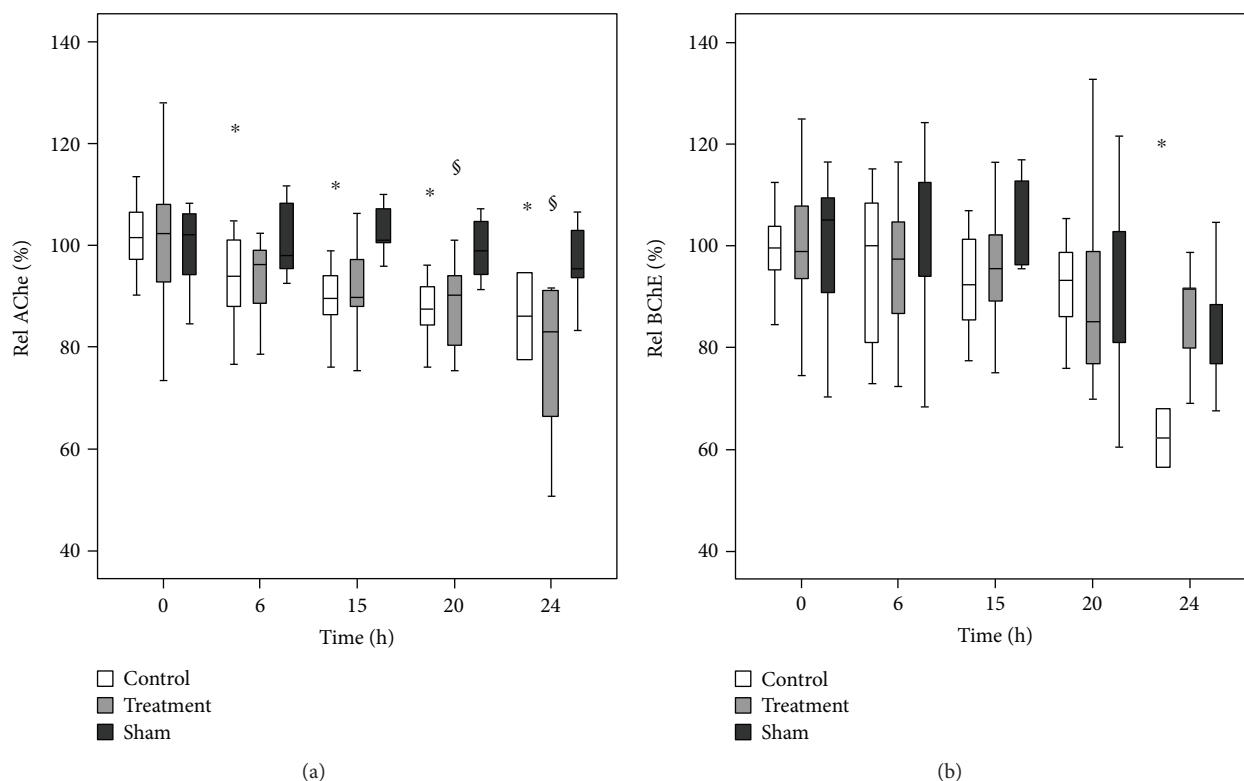 140
120
100
80
60
40
Rel AChe (%)
*
*
*
§
*
§
0 6 15 20 24
Time (h)
Control
Treatment
Sham
(a)
140
120
100
80
60
40
Rel BChE (%)
*
0 6 15 20 24
Time (h)
Control
Treatment
Sham
(b)